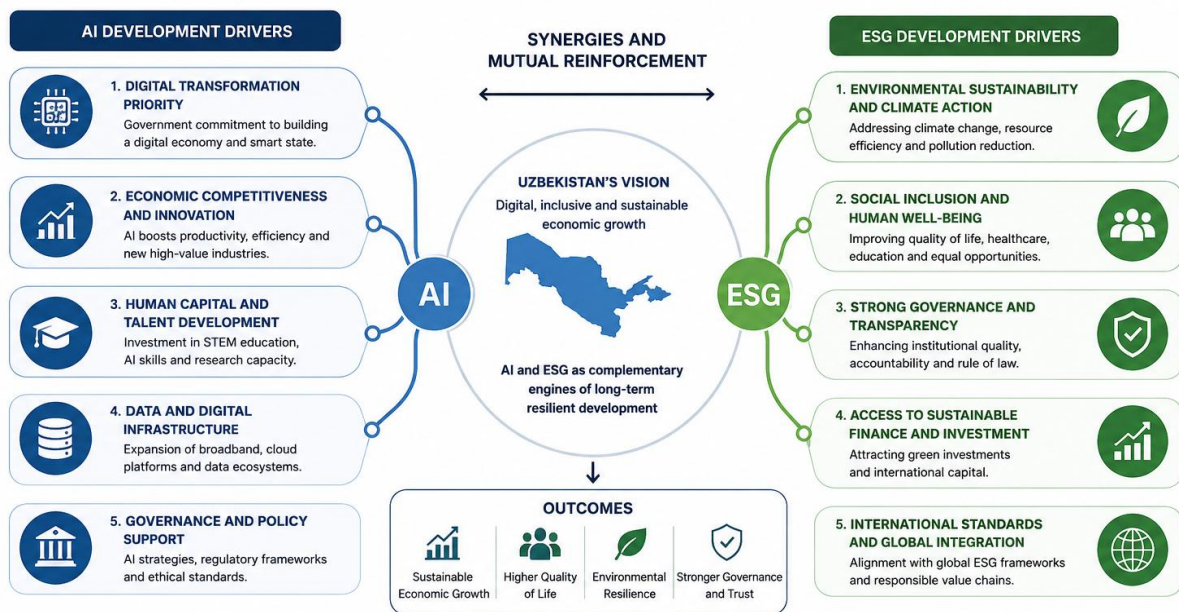 AI DEVELOPMENT DRIVERS
1. DIGITAL TRANSFORMATION
PRIORITY
Government commitment to building
a digital economy and smart state.
2. ECONOMIC COMPETITIVENESS
AND INNOVATION
AI boosts productivity, efficiency and
new high-value industries.
3. HUMAN CAPITAL AND
TALENT DEVELOPMENT
Investment in STEM education,
AI skills and research capacity.
4. DATA AND DIGITAL
INFRASTRUCTURE
Expansion of broadband, cloud
platforms and data ecosystems.
5. GOVERNANCE AND POLICY
SUPPORT
AI strategies, regulatory frameworks
and ethical standards.
SYNERGIES AND
MUTUAL REINFORCEMENT
UZBEKISTAN'S VISION
Digital, inclusive and sustainable
economic growth
AI
ESG
AI and ESG as complementary
engines of long-term
resilient development
OUTCOMES
Sustainable
Economic Growth
Higher Quality
of Life
Environmental
Resilience
Stronger Governance
and Trust
ESG DEVELOPMENT DRIVERS
1. ENVIRONMENTAL SUSTAINABILITY
AND CLIMATE ACTION
Addressing climate change, resource
efficiency and pollution reduction.
2. SOCIAL INCLUSION AND
HUMAN WELL-BEING
Improving quality of life, healthcare,
education and equal opportunities.
3. STRONG GOVERNANCE AND
TRANSPARENCY
Enhancing institutional quality,
accountability and rule of law.
4. ACCESS TO SUSTAINABLE
FINANCE AND INVESTMENT
Attracting green investments
and international capital.
5. INTERNATIONAL STANDARDS
AND GLOBAL INTEGRATION
Alignment with global ESG frameworks
and responsible value chains.